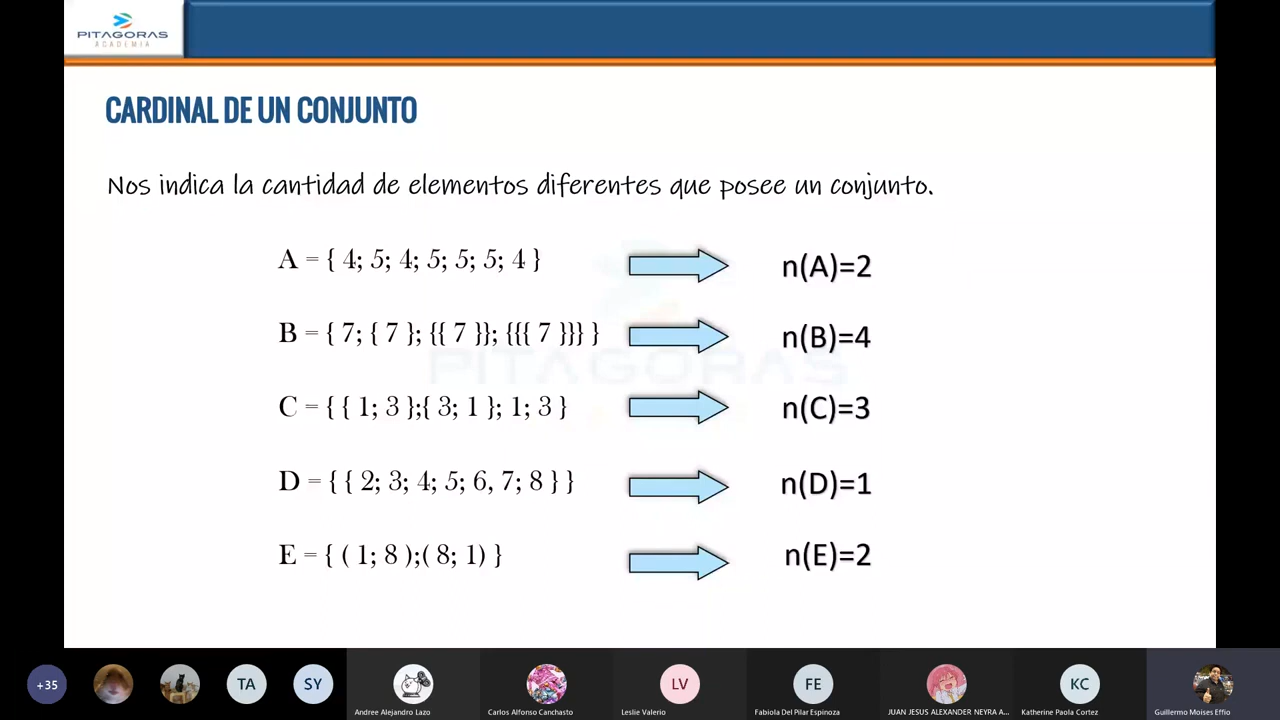 PITAGORAS
ACADEMIA
CARDINAL DE UN CONJUNTO
Nos indica la cantidad de elementos diferentes que posee un conjunto.
A = { 4; 5; 4; 5; 5; 5; 4 }
n(A)=2
B = { 7; { 7 }; {{ 7 }}; {{{ 7 }}} }
n(B)=4
PITAGORAS
C = { { 1; 3 };{ 3; 1 }; 1; 3 }
n(C)=3
D = { { 2; 3; 4; 5; 6, 7; 8 } }
n(D)=1
E = { ( 1; 8 );( 8; 1) }
n(E)=2
+35
TA
SY
LV
FE
KC
Andree Alejandro Lazo
Carlos Alfonso Canchasto
Leslie Valerio
Fabiola Del Pilar Espinoza
JUAN JESUS ALEXANDER NEYRA A...
Katherine Paola Cortez
Guillermo Moises Effio